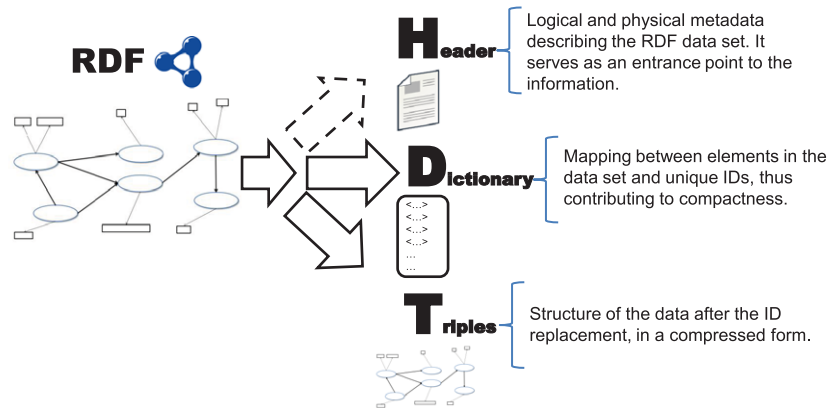 RDF
Header
Logical and physical metadata
describing the RDF data set. It
serves as an entrance point to the
information.
Dictionary
Mapping between elements in the
data set and unique IDs, thus
contributing to compactness.
<...>
<...>
<...>
<...>
...
...
Triples
Structure of the data after the ID
replacement, in a compressed form.